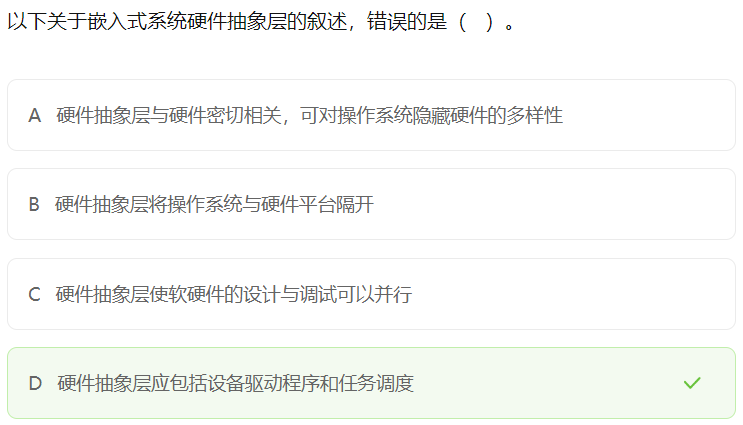 以下关于嵌入式系统硬件抽象层的叙述，错误的是（ ）。
A 硬件抽象层与硬件密切相关，可对操作系统隐藏硬件的多样性
B 硬件抽象层将操作系统与硬件平台隔开
C 硬件抽象层使软硬件的设计与调试可以并行
D 硬件抽象层应包括设备驱动程序和任务调度